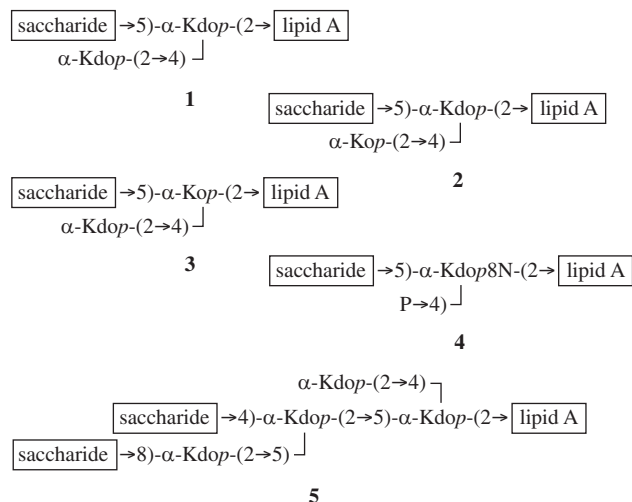 saccharide →5)-α-Kdop-(2→ lipid A
α-Kdop-(2→4)
1
saccharide →5)-α-Kdop-(2→ lipid A
α-Kop-(2→4)
2
saccharide →5)-α-Kop-(2→ lipid A
α-Kdop-(2→4)
3
saccharide →5)-α-Kdop8N-(2→ lipid A
P→4)
4
α-Kdop-(2→4)
saccharide →4)-α-Kdop-(2→5)-α-Kdop-(2→ lipid A
saccharide →8)-α-Kdop-(2→5)
5